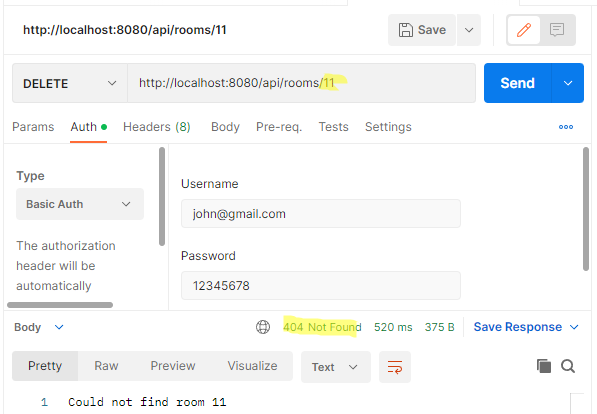 http://localhost:8080/api/rooms/11
Save
DELETE
http://localhost:8080/api/rooms/11
Send
Params Auth Headers (8) Body Pre-req. Tests Settings
Type
Basic Auth
The authorization
header will be
automatically
Username
john@gmail.com
Password
12345678
Body
404 Not Found 520 ms 375 B Save Response
Pretty Raw Preview Visualize Text
1 Could not find room 11